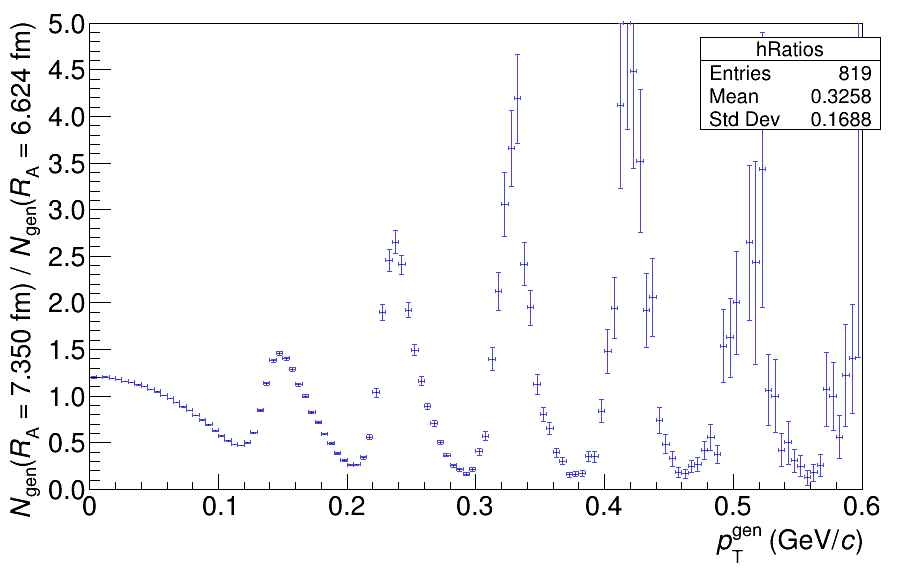 N_gen(R_A = 7.350 fm) / N_gen(R_A = 6.624 fm)
5.0
4.5
4.0
3.5
3.0
2.5
2.0
1.5
1.0
0.5
0.0
hRatios
Entries 819
Mean 0.3258
Std Dev 0.1688
0 0.1 0.2 0.3 0.4 0.5 0.6
p_T^gen (GeV/c)